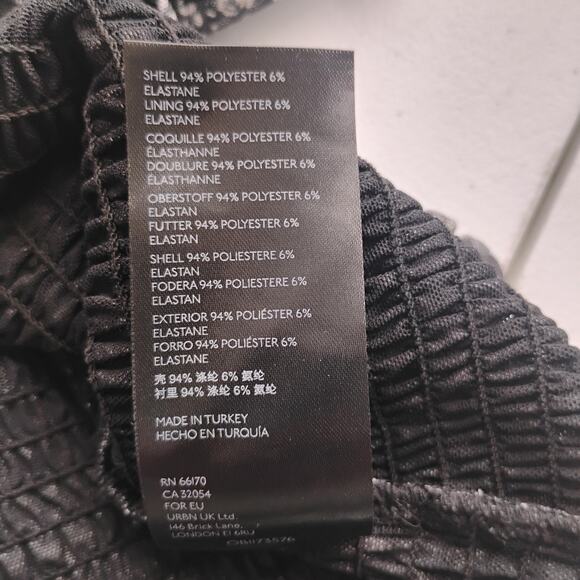 SHELL 94% POLYESTER 6%
ELASTANE
LINING 94% POLYESTER 6%
ELASTANE
COQUILLE 94% POLYESTER 6%
ÉLASTHANNE
DOUBLURE 94% POLYESTER 6%
ÉLASTHANNE
OBERSTOFF 94% POLYESTER 6%
ELASTAN
FUTTER 94% POLYESTER 6%
ELASTAN
SHELL 94% POLIESTERE 6%
ELASTAN
FODERA 94% POLIESTERE 6%
ELASTAN
EXTERIOR 94% POLIÉSTER 6%
ELASTANE
FORRO 94% POLIÉSTER 6%
ELASTANE
壳 94% 涤纶 6% 氨纶
衬里 94% 涤纶 6% 氨纶
MADE IN TURKEY
HECHO EN TURQUÍA
RN 66170
CA 32054
FOR EU
URBN UK Ltd.
146 Brick Lane,
LONDON E1 6RU
OB1173576